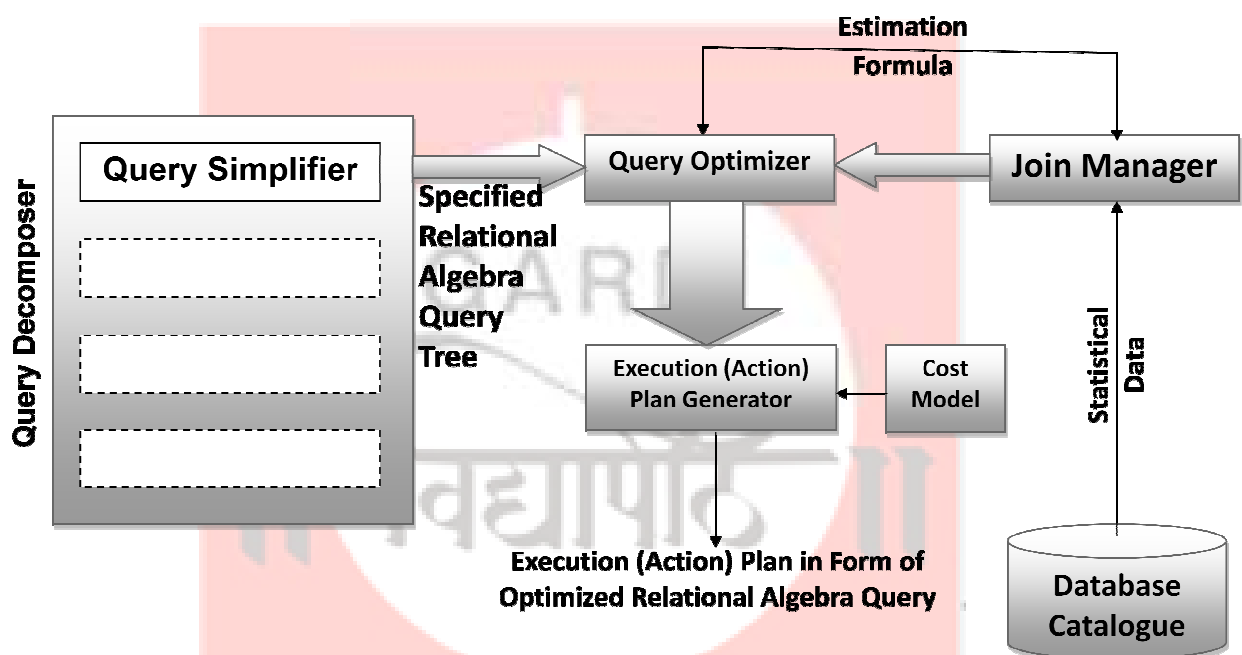 Estimation
Formula
Query Decomposer
Query Simplifier
Specified
Relational
Algebra
Query
Tree
Query Optimizer
Join Manager
Execution (Action)
Plan Generator
Cost
Model
Statistical
Data
Execution (Action) Plan in Form of
Optimized Relational Algebra Query
Database
Catalogue
विद्यापीठ